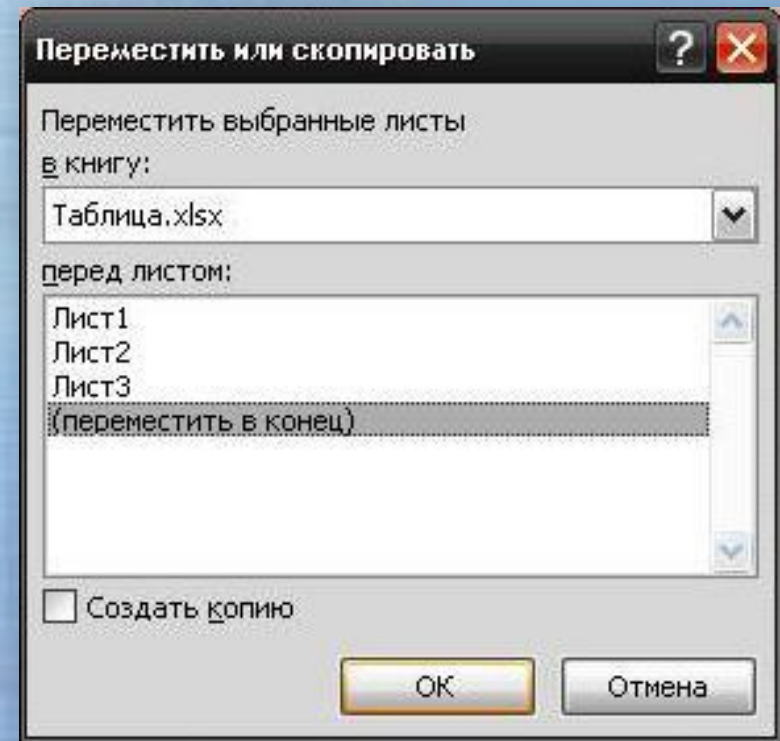 Переместить или скопировать
?
Переместить выбранные листы
в книгу:
Таблица.xlsx
перед листом:
Лист1
Лист2
Лист3
(переместить в конец)
Создать копию
ОК
Отмена